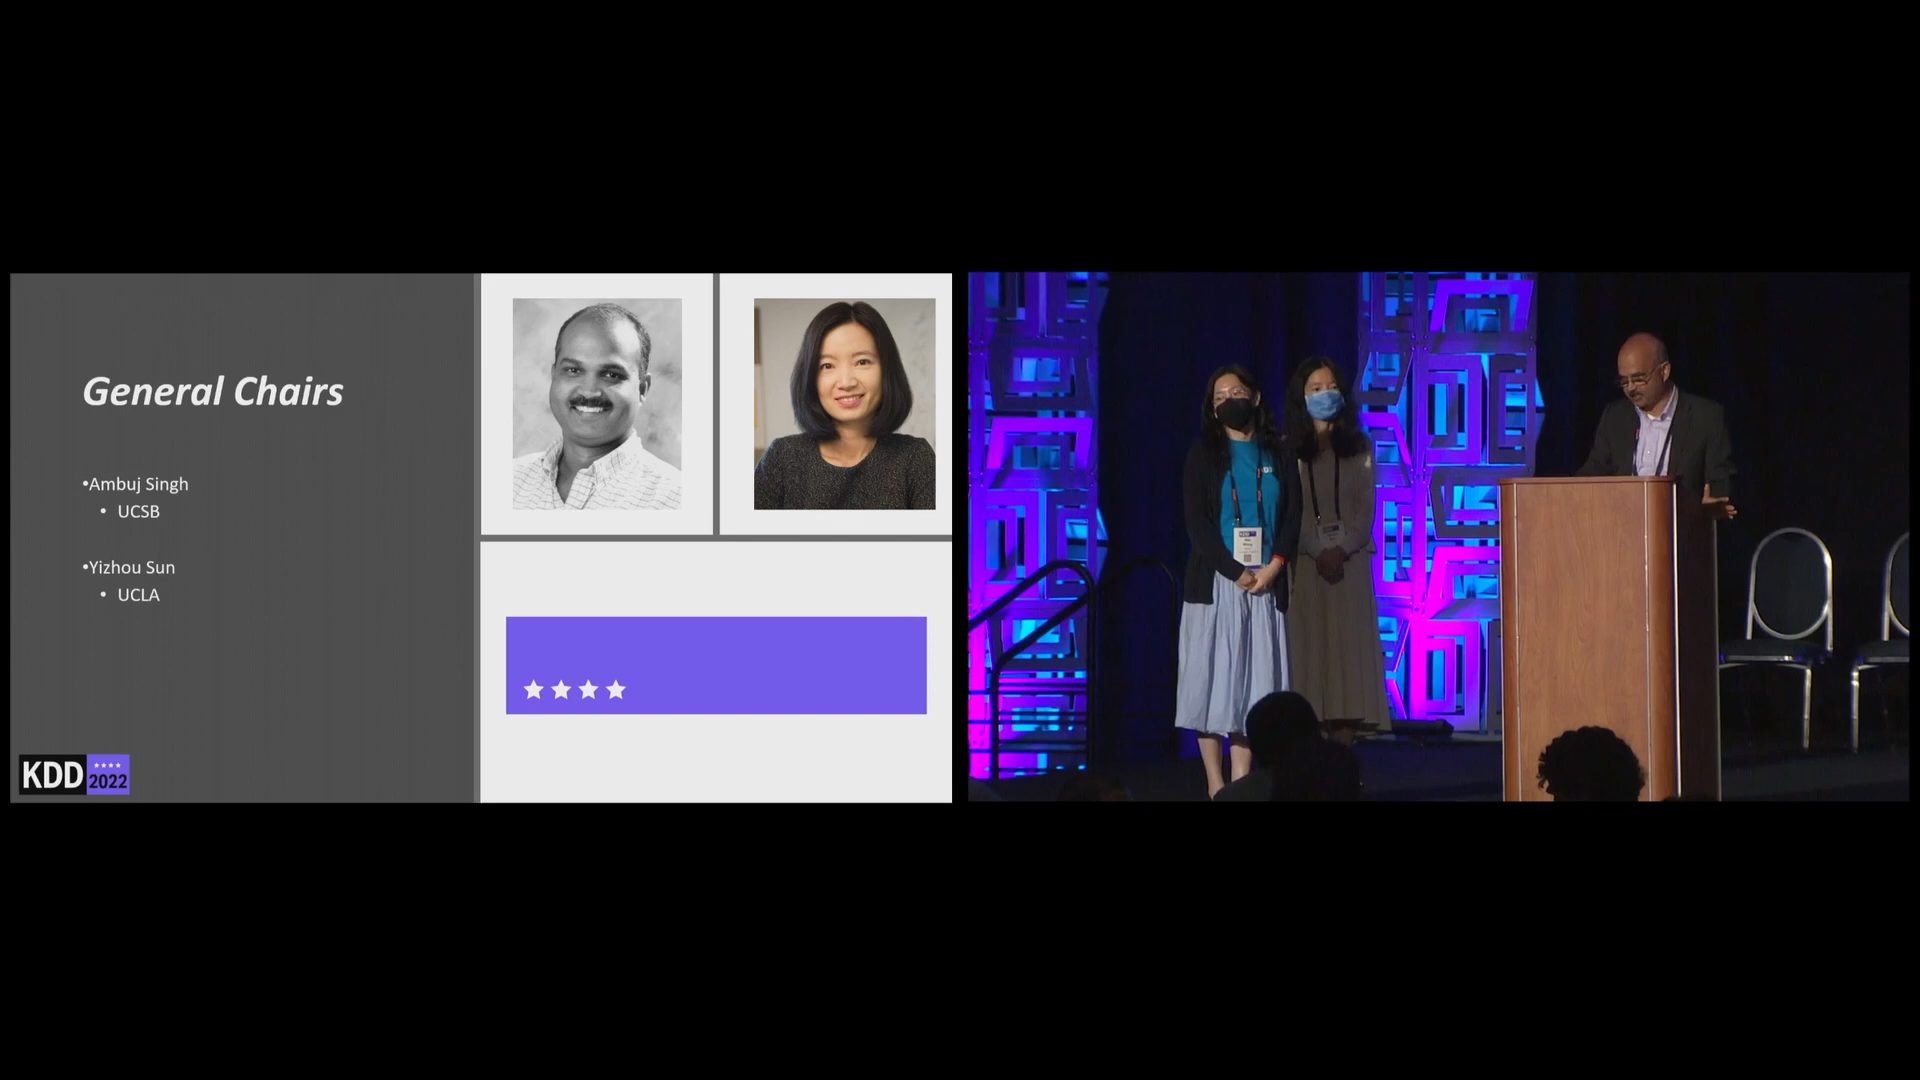 General Chairs
•Ambuj Singh
• UCSB
•Yizhou Sun
• UCLA
KDD 2022